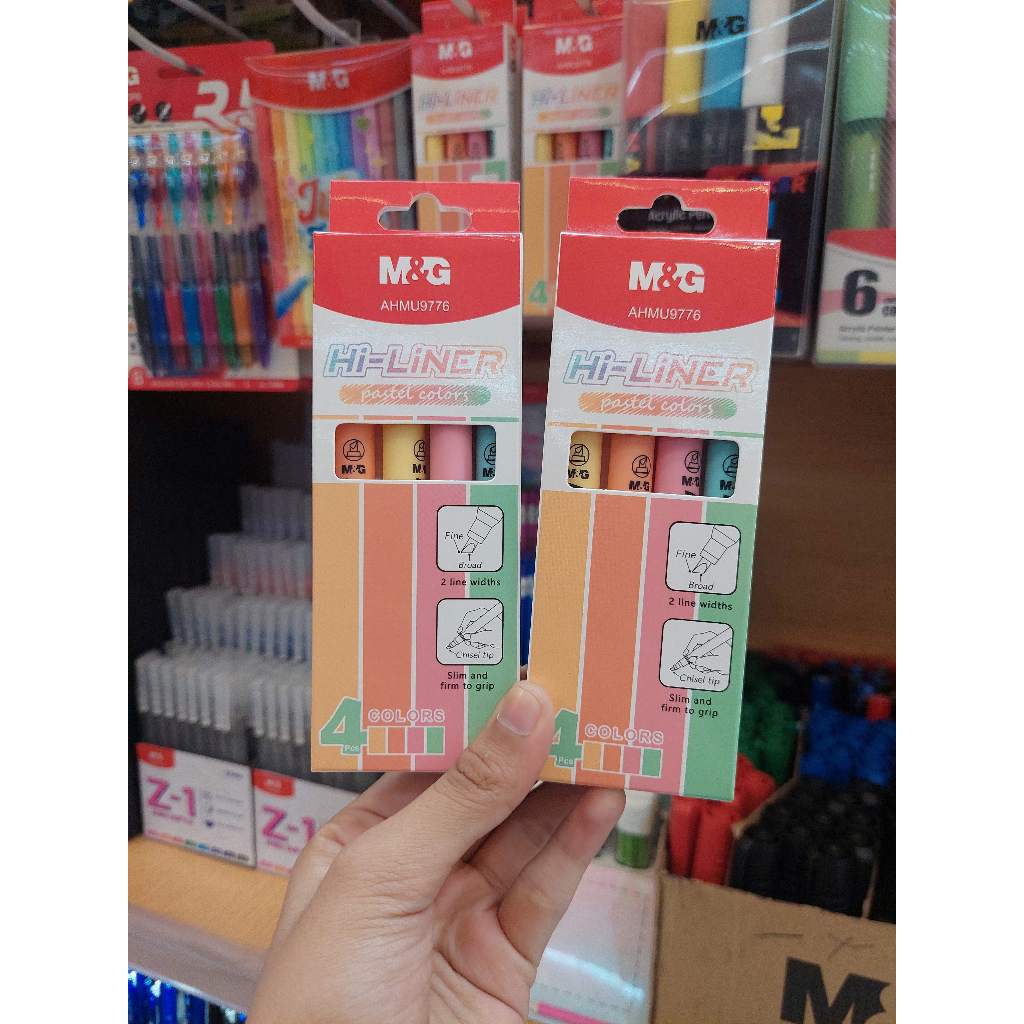 M&G
M&G
M&G
Hi-LiNER
M&G
Hi-LiNER
M&G
Acrylic Pen
M&G
AHMU9776
Hi-LiNER
pastel colors
M&G
M&G
M&G
Fine
Broad
2 line widths
Chisel tip
Slim and
firm to grip
4
Pcs
COLORS
M&G
AHMU9776
Hi-LiNER
pastel colors
M&G
M&G
M&G
M&G
Fine
Broad
2 line widths
Chisel tip
Slim and
firm to grip
4
Pcs
COLORS
6
Z-1
Z-1
M&G